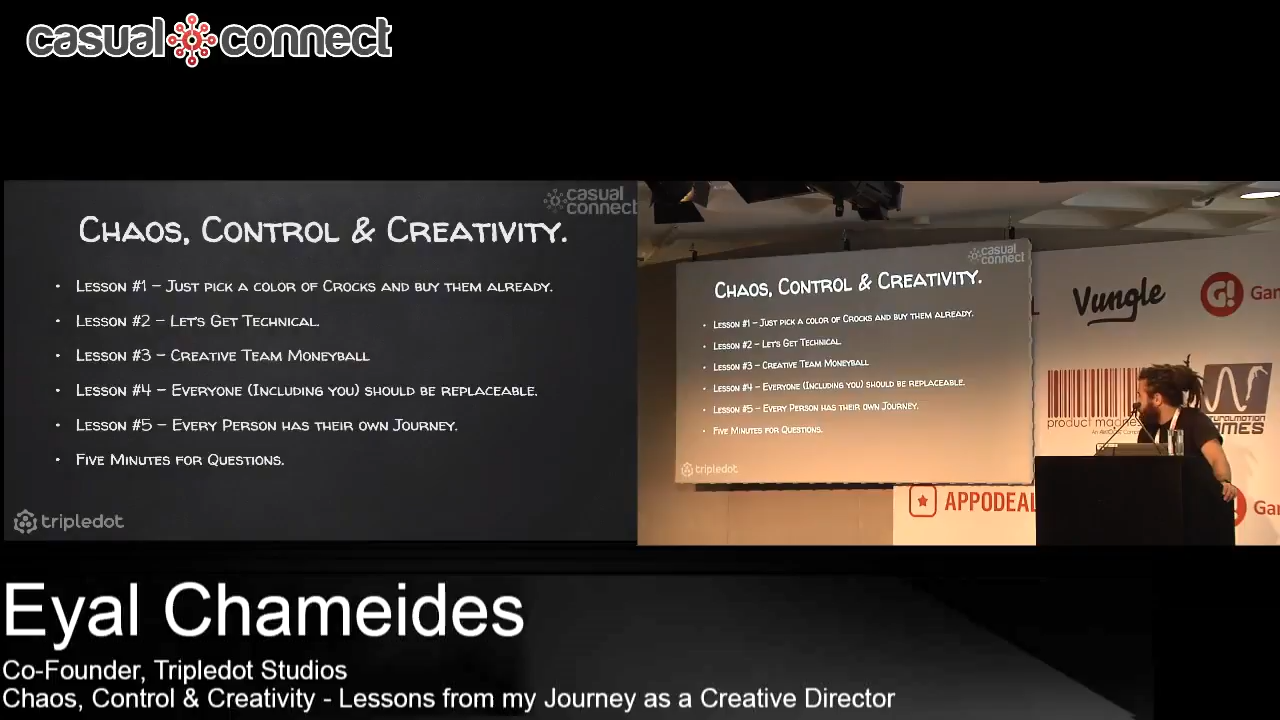 casual connect
casual
connect
CHAOS, CONTROL & CREATIVITY.
• LESSON #1 – JUST PICK A COLOR OF CROCKS AND BUY THEM ALREADY.
• LESSON #2 – LET'S GET TECHNICAL.
• LESSON #3 – CREATIVE TEAM MONEYBALL
• LESSON #4 – EVERYONE (INCLUDING YOU) SHOULD BE REPLACEABLE.
• LESSON #5 – EVERY PERSON HAS THEIR OWN JOURNEY.
• FIVE MINUTES FOR QUESTIONS.
tripledot
casual
connect
CHAOS, CONTROL & CREATIVITY.
• LESSON #1 – JUST PICK A COLOR OF CROCKS AND BUY THEM ALREADY.
• LESSON #2 – LET'S GET TECHNICAL.
• LESSON #3 – CREATIVE TEAM MONEYBALL
• LESSON #4 – EVERYONE (INCLUDING YOU) SHOULD BE REPLACEABLE.
• LESSON #5 – EVERY PERSON HAS THEIR OWN JOURNEY.
• FIVE MINUTES FOR QUESTIONS.
tripledot
Vungle
G! Gam
product magne
APPODEAL
Gar
Eyal Chameides
Co-Founder, Tripledot Studios
Chaos, Control & Creativity - Lessons from my Journey as a Creative Director